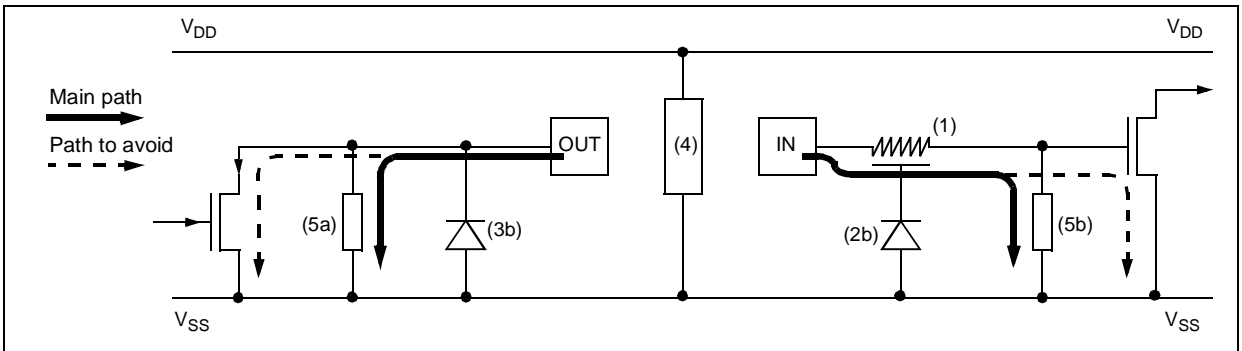 VDD
VDD
Main path
Path to avoid
OUT
(4)
IN
(1)
(5a)
(3b)
(2b)
(5b)
VSS
VSS